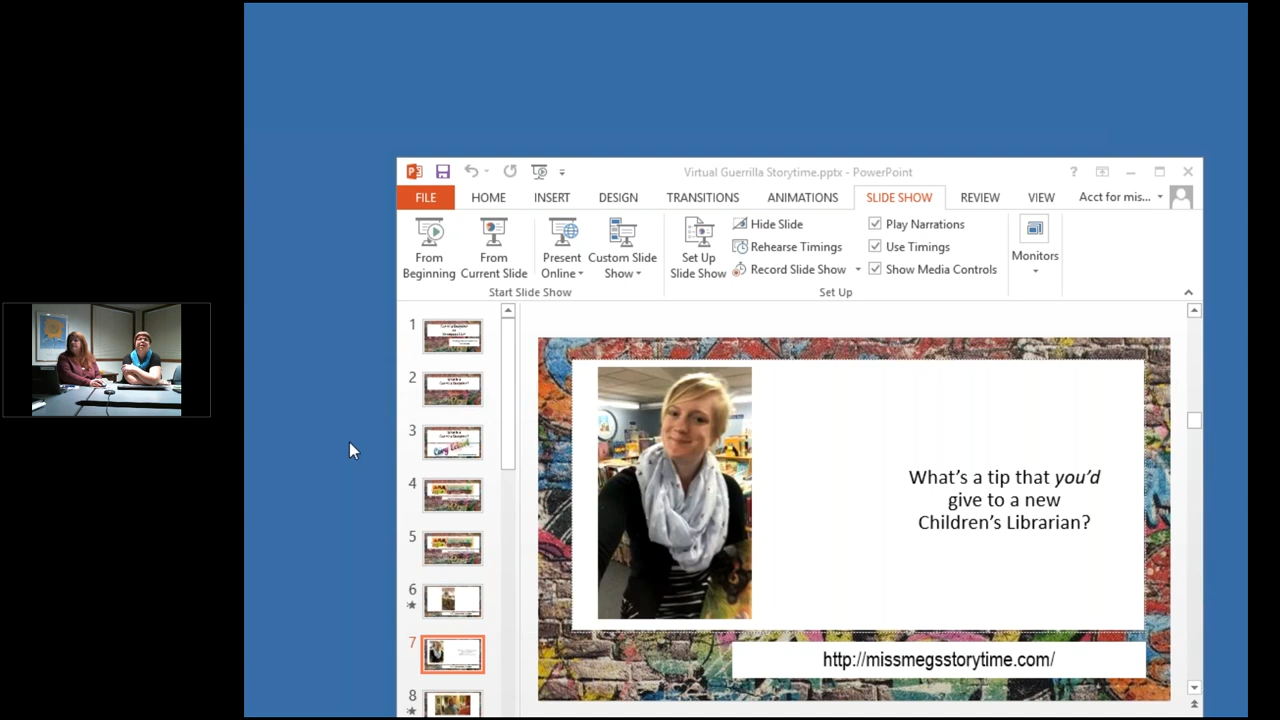 Virtual Guerrilla Storytime.pptx - PowerPoint
?
FILE
HOME
INSERT
DESIGN
TRANSITIONS
ANIMATIONS
SLIDE SHOW
REVIEW
VIEW
Acct for mis...
From
Beginning
From
Current Slide
Present
Online
Custom Slide
Show
Set Up
Slide Show
Hide Slide
Rehearse Timings
Record Slide Show
Play Narrations
Use Timings
Show Media Controls
Monitors
Start Slide Show
Set Up
1
2
3
4
5
6
7
8
What's a tip that you'd
give to a new
Children's Librarian?
http://missmegsstorytime.com/